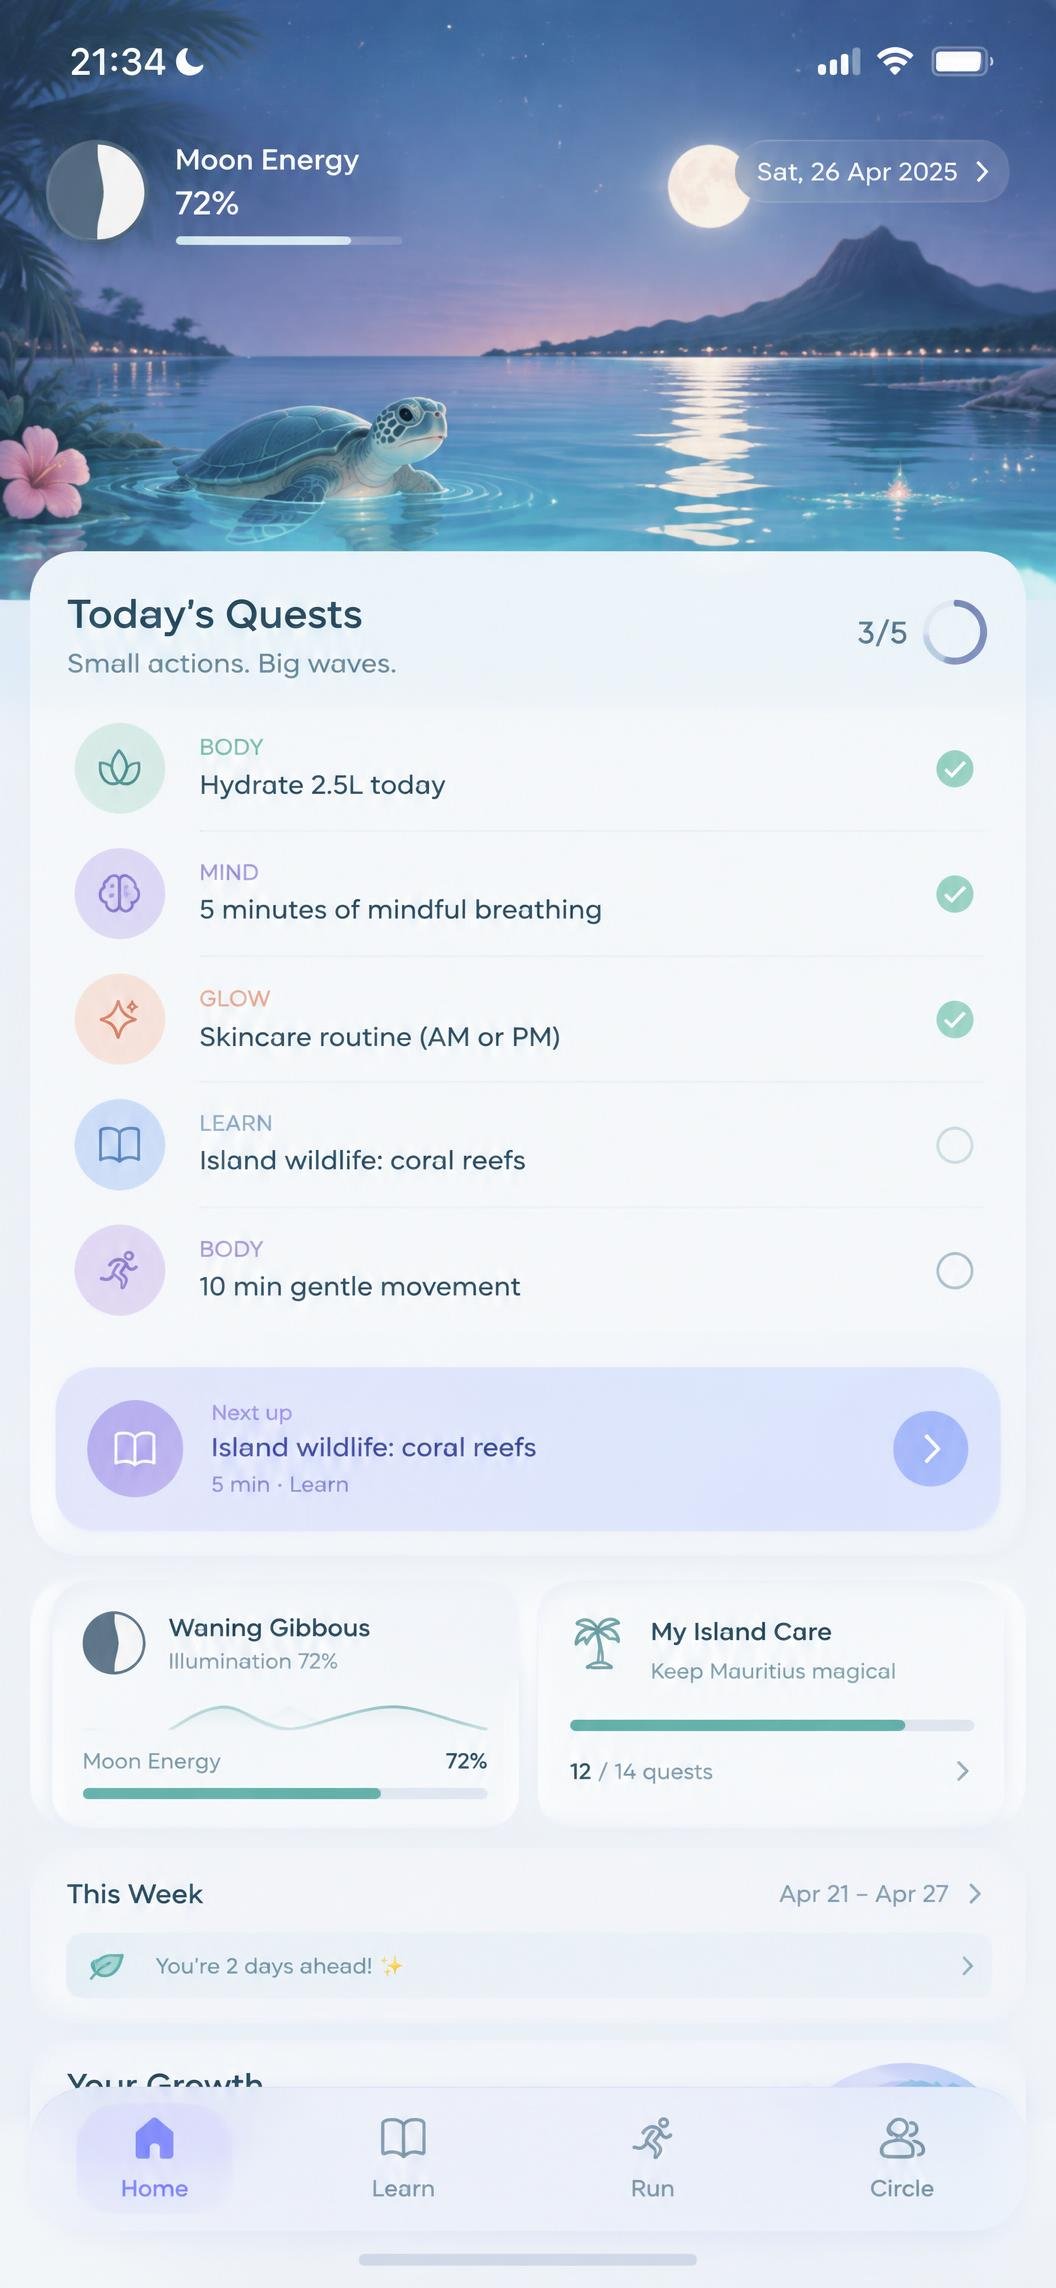 21:34
Moon Energy
72%
Sat, 26 Apr 2025
Today's Quests
Small actions. Big waves.
3/5
BODY
Hydrate 2.5L today
MIND
5 minutes of mindful breathing
GLOW
Skincare routine (AM or PM)
LEARN
Island wildlife: coral reefs
BODY
10 min gentle movement
Next up
Island wildlife: coral reefs
5 min · Learn
Waning Gibbous
Illumination 72%
Moon Energy 72%
My Island Care
Keep Mauritius magical
12 / 14 quests
This Week
Apr 21 – Apr 27
You're 2 days ahead! ✨
Your Growth
Home
Learn
Run
Circle